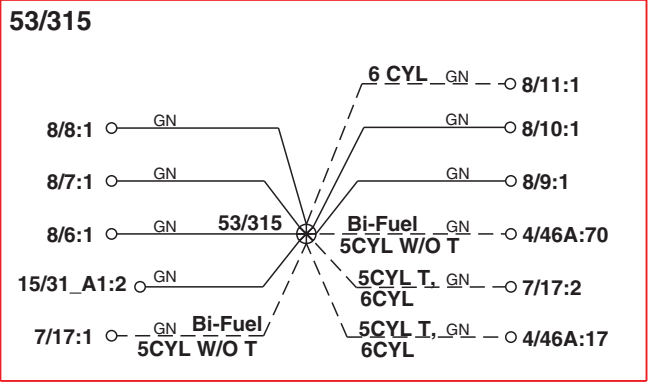 53/315
6 CYL GN 8/11:1
8/8:1 GN
GN 8/10:1
8/7:1 GN
GN 8/9:1
8/6:1 GN
53/315
Bi-Fuel GN 4/46A:70
5CYL W/O T
15/31_A1:2 GN
5CYL T, GN 7/17:2
6CYL
7/17:1 GN Bi-Fuel
5CYL W/O T
5CYL T, GN 4/46A:17
6CYL